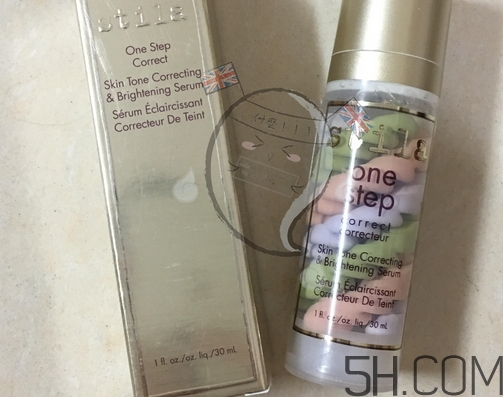 stila
One Step
Correct
Skin Tone Correcting
& Brightening Serum
Sérum Éclaircissant
Correcteur De Teint
1 fl. oz./oz. liq./30 mL
stila
one
step
correct
correcteur
Skin Tone Correcting
& Brightening Serum
Sérum Éclaircissant
Correcteur De Teint
1 fl. oz./oz. liq./30 mL
5H.COM